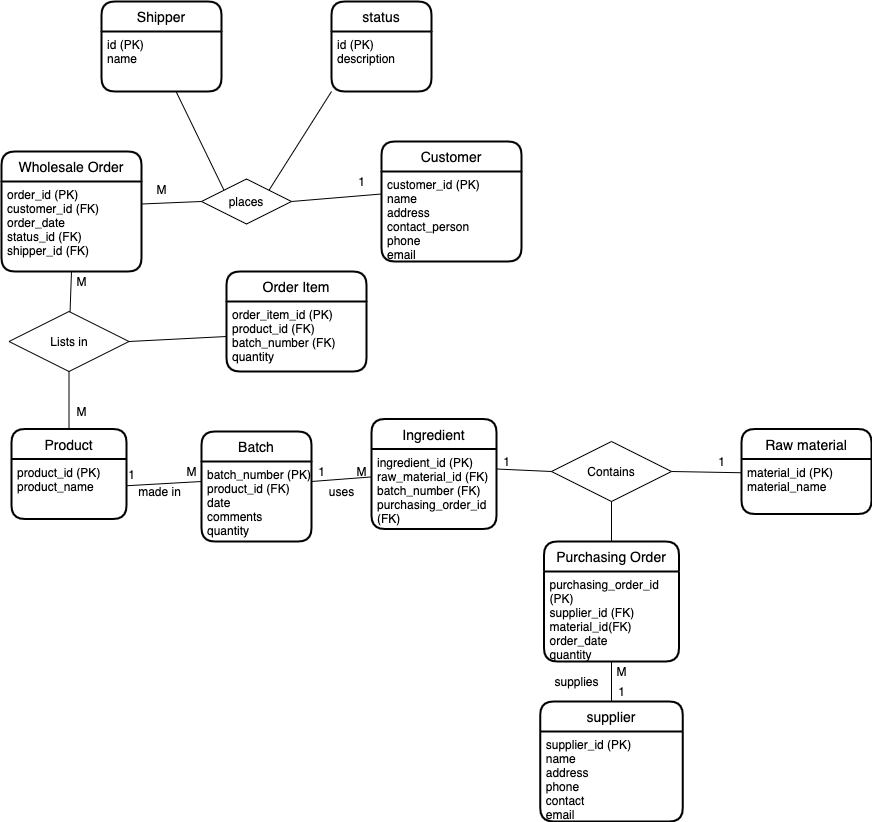 Shipper
id (PK)
name
status
id (PK)
description
Wholesale Order
order_id (PK)
customer_id (FK)
order_date
status_id (FK)
shipper_id (FK)
M
places
1
Customer
customer_id (PK)
name
address
contact_person
phone
email
M
Lists in
M
Order Item
order_item_id (PK)
product_id (FK)
batch_number (FK)
quantity
Product
product_id (PK)
product_name
1
made in
M
Batch
batch_number (PK)
product_id (FK)
date
comments
quantity
1
uses
M
Ingredient
ingredient_id (PK)
raw_material_id (FK)
batch_number (FK)
purchasing_order_id
(FK)
1
Contains
1
Raw material
material_id (PK)
material_name
Purchasing Order
purchasing_order_id
(PK)
supplier_id (FK)
material_id(FK)
order_date
quantity
M
supplies
1
supplier
supplier_id (PK)
name
address
phone
contact
email